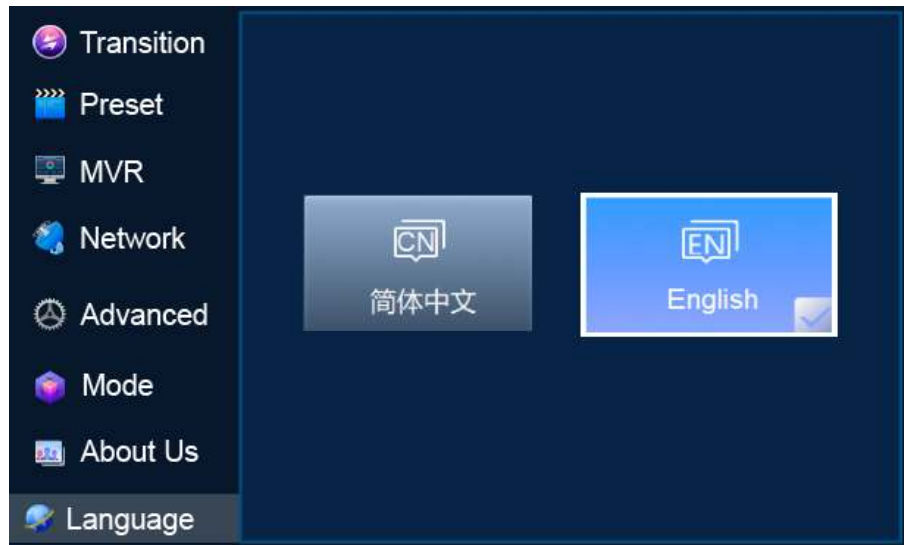 Transition
Preset
MVR
Network
Advanced
Mode
About Us
Language
CN
简体中文
EN
English